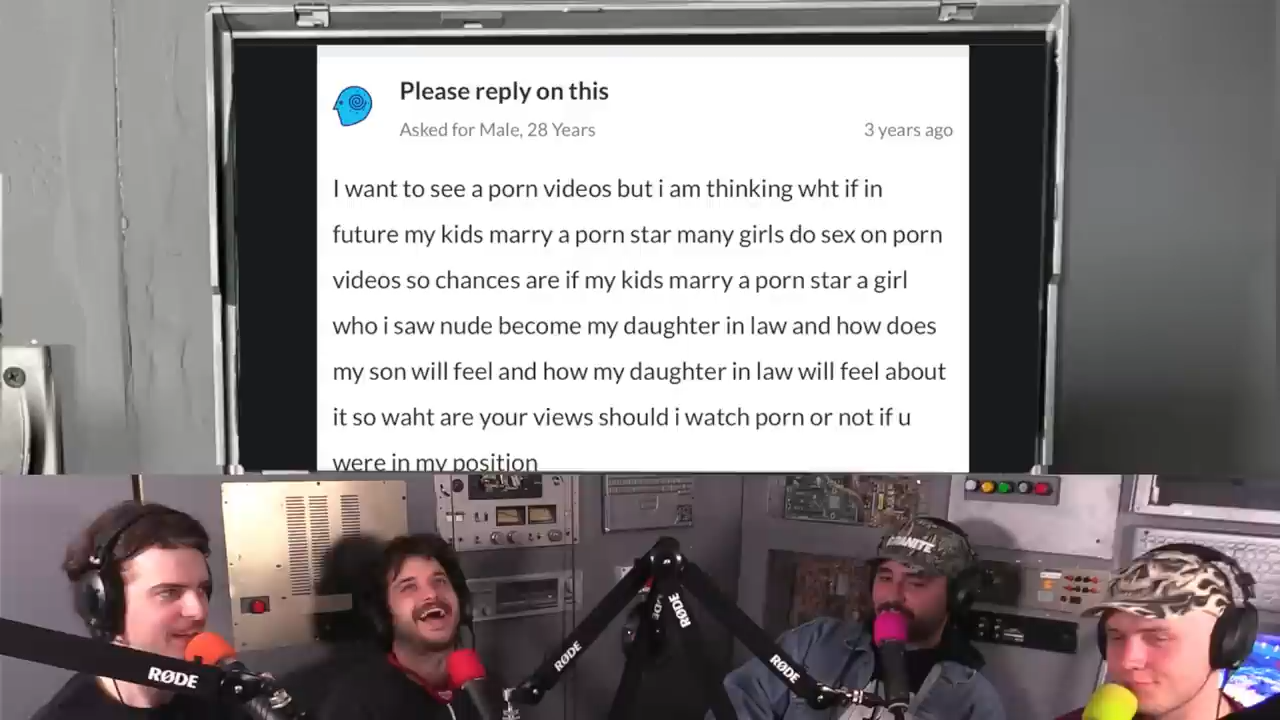 Please reply on this
Asked for Male, 28 Years
3 years ago
I want to see a porn videos but i am thinking wht if in
future my kids marry a porn star many girls do sex on porn
videos so chances are if my kids marry a porn star a girl
who i saw nude become my daughter in law and how does
my son will feel and how my daughter in law will feel about
it so waht are your views should i watch porn or not if u
were in my position
RØDE
RØDE
RØDE
RØDE